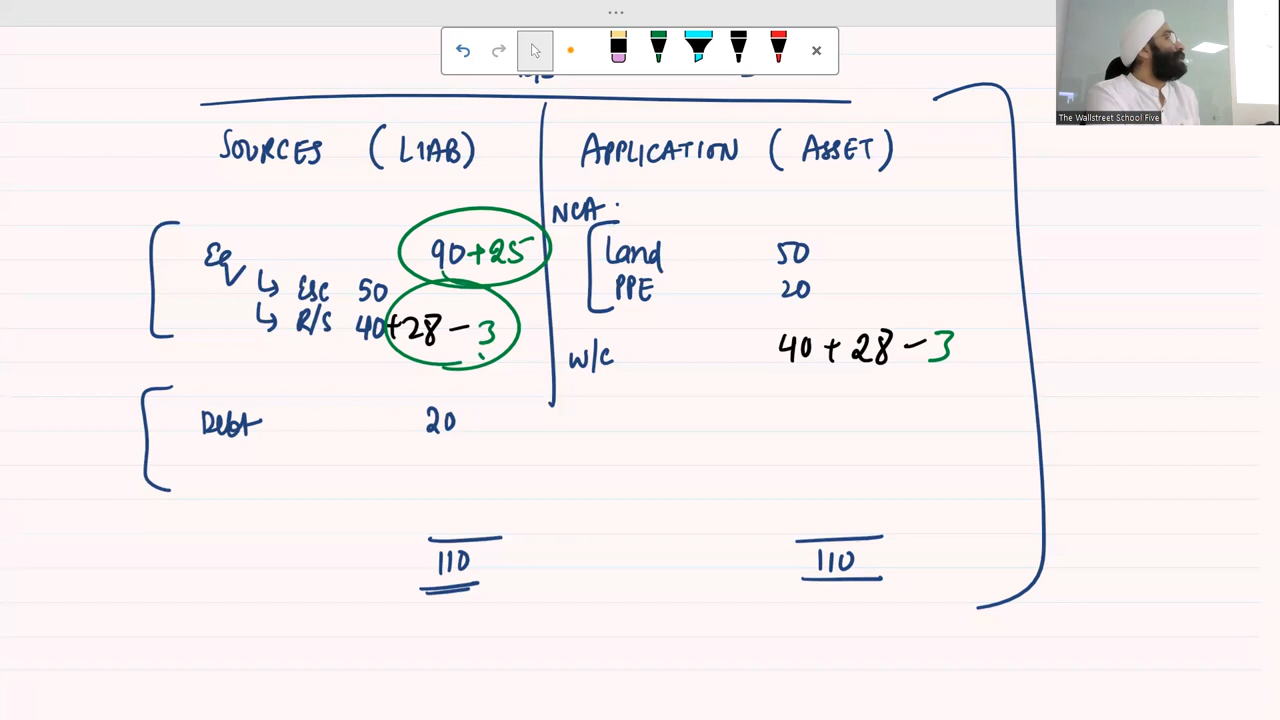 The Wallstreet School Five
SOURCES (LIAB)
APPLICATION (ASSET)
NCA:
Eq 90+25
Land 50
↳ ESC 50
PPE 20
↳ R/S 40+28-3
W/C 40+28-3
Debt 20
110
110